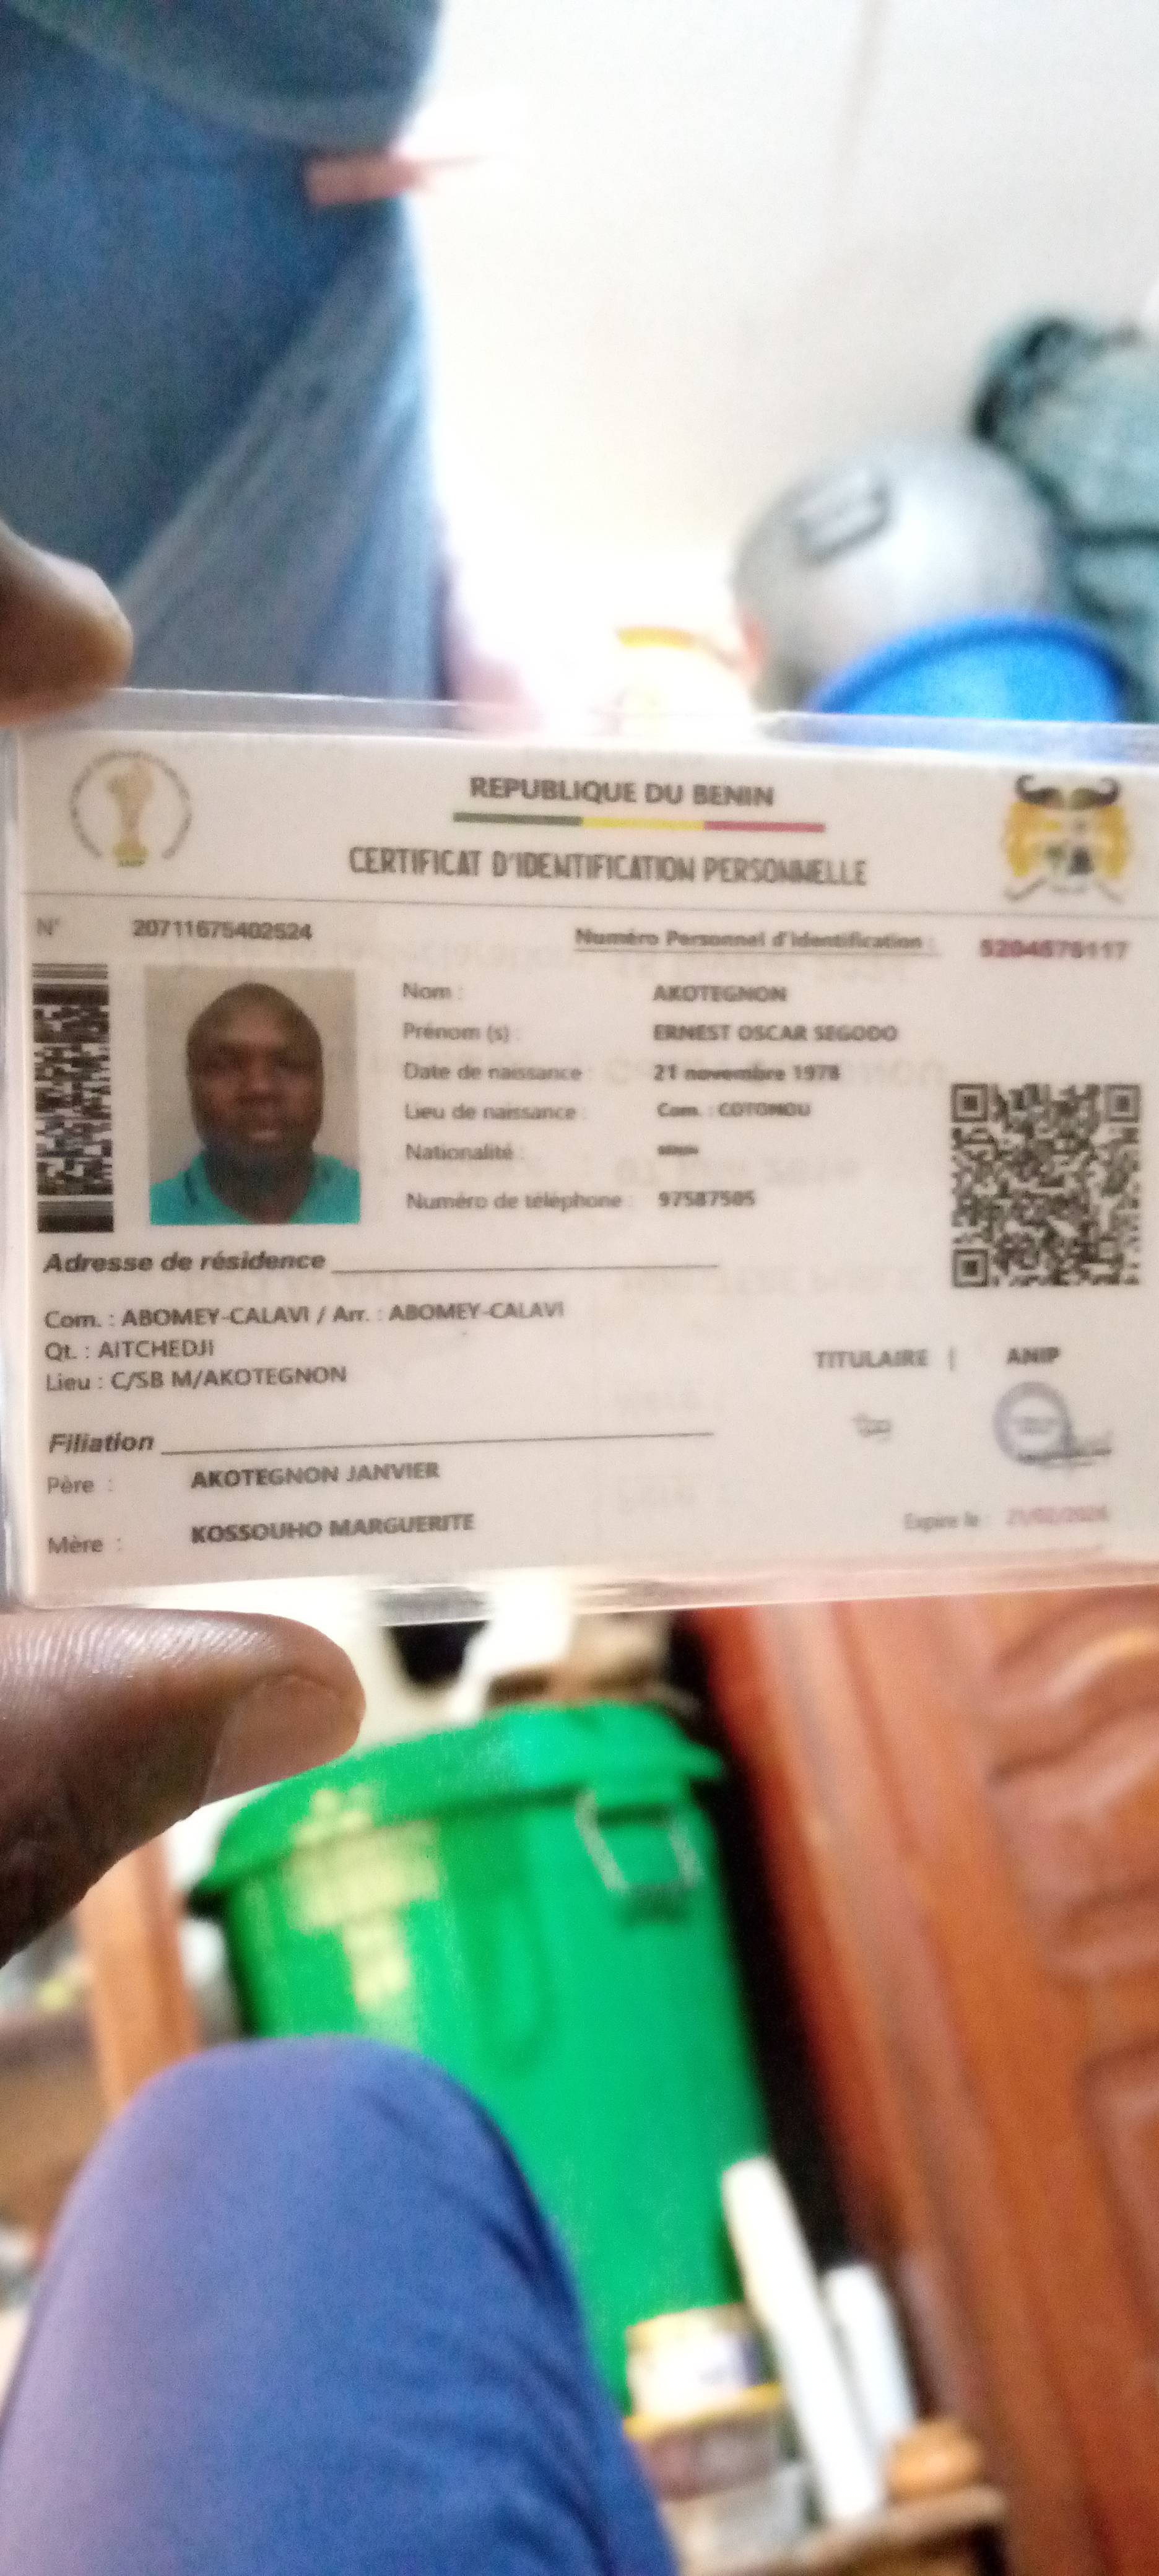 REPUBLIQUE DU BENIN
CERTIFICAT D'IDENTIFICATION PERSONNELLE
N° 20711675402524
Numéro Personnel d'Identification : 5204676117
Nom : AKOTEGNON
Prénom (s) : ERNEST OSCAR SEGODO
Date de naissance : 21 novembre 1978
Lieu de naissance : Com. : COTONOU
Nationalité :
Numéro de téléphone : 97587505
Adresse de résidence
Com. : ABOMEY-CALAVI / Arr. : ABOMEY-CALAVI
Qt. : AITCHEDJI
Lieu : C/SB M/AKOTEGNON
TITULAIRE | ANIP
Filiation
Père : AKOTEGNON JANVIER
Mère : KOSSOUHO MARGUERITE
Expire le :